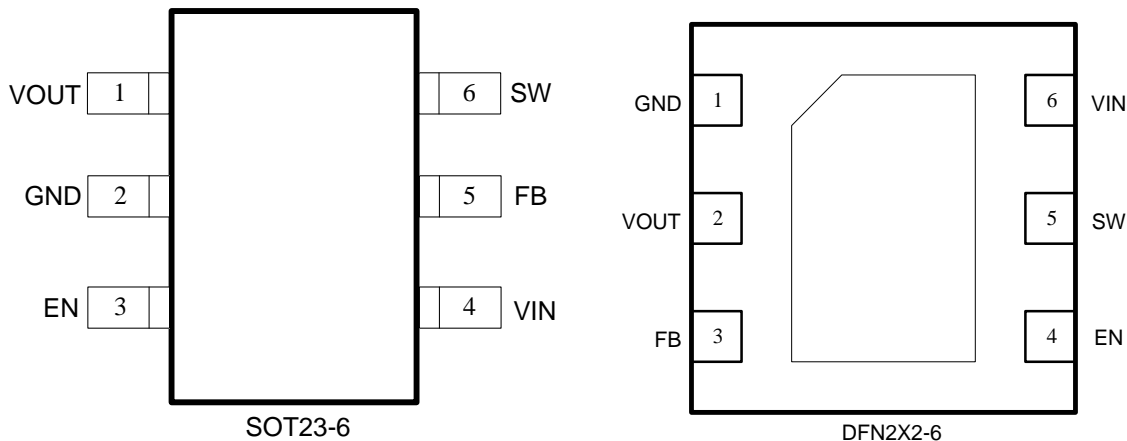 VOUT 1 6 SW
GND 2 5 FB
EN 3 4 VIN
SOT23-6
GND 1 6 VIN
VOUT 2 5 SW
FB 3 4 EN
DFN2X2-6